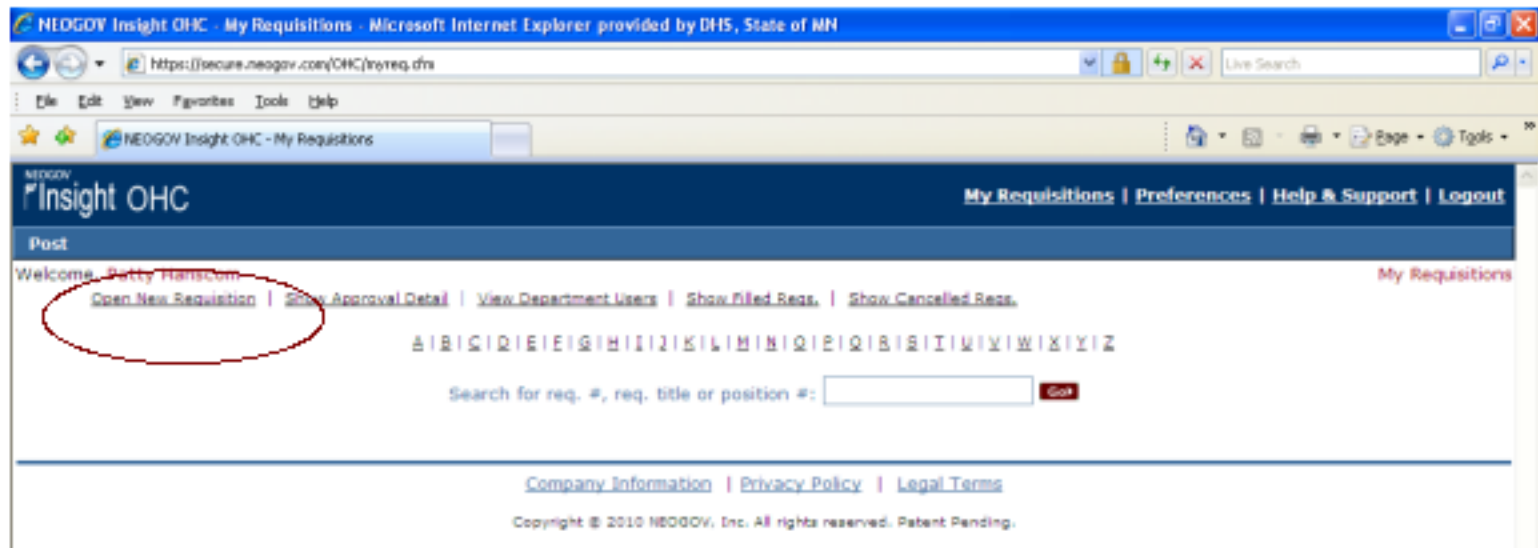 NEOGOV Insight OHC - My Requisitions - Microsoft Internet Explorer provided by DHS, State of MN
https://secure.neogov.com/OHC/myreq.cfm
Live Search
File Edit View Favorites Tools Help
NEOGOV Insight OHC - My Requisitions
Page Tools
NEOGOV
Insight OHC
My Requisitions | Preferences | Help & Support | Logout
Post
Welcome, Patty Hanscom
My Requisitions
Open New Requisition | Show Approval Detail | View Department Users | Show Filled Reqs. | Show Cancelled Reqs.
A | B | C | D | E | F | G | H | I | J | K | L | M | N | O | P | Q | R | S | T | U | V | W | X | Y | Z
Search for req. #, req. title or position #: Go!
Company Information | Privacy Policy | Legal Terms
Copyright © 2010 NEOGOV, Inc. All rights reserved. Patent Pending.